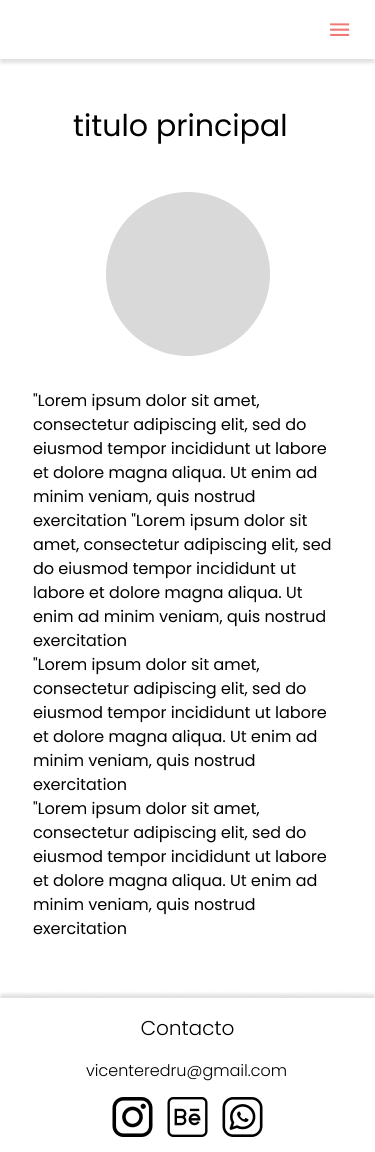 titulo principal
"Lorem ipsum dolor sit amet,
consectetur adipiscing elit, sed do
eiusmod tempor incididunt ut labore
et dolore magna aliqua. Ut enim ad
minim veniam, quis nostrud
exercitation "Lorem ipsum dolor sit
amet, consectetur adipiscing elit, sed
do eiusmod tempor incididunt ut
labore et dolore magna aliqua. Ut
enim ad minim veniam, quis nostrud
exercitation
"Lorem ipsum dolor sit amet,
consectetur adipiscing elit, sed do
eiusmod tempor incididunt ut labore
et dolore magna aliqua. Ut enim ad
minim veniam, quis nostrud
exercitation
"Lorem ipsum dolor sit amet,
consectetur adipiscing elit, sed do
eiusmod tempor incididunt ut labore
et dolore magna aliqua. Ut enim ad
minim veniam, quis nostrud
exercitation
Contacto
vicenteredru@gmail.com
Bē